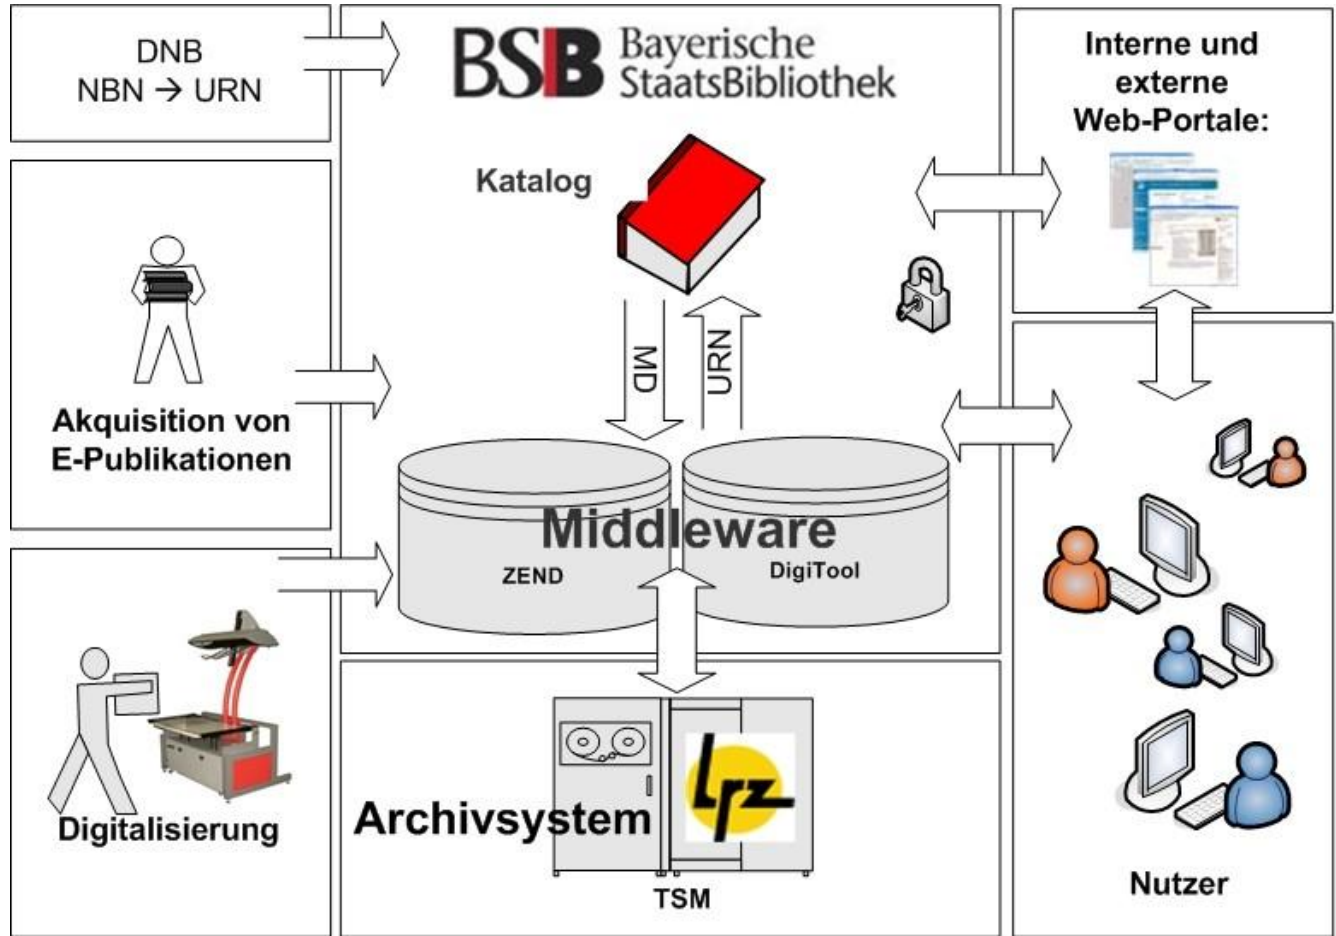 DNB
NBN → URN
BSB Bayerische
StaatsBibliothek
Interne und
externe
Web-Portale:
Katalog
MD
URN
Akquisition von
E-Publikationen
Middleware
ZEND
DigiTool
Digitalisierung
Archivsystem
lrz
TSM
Nutzer